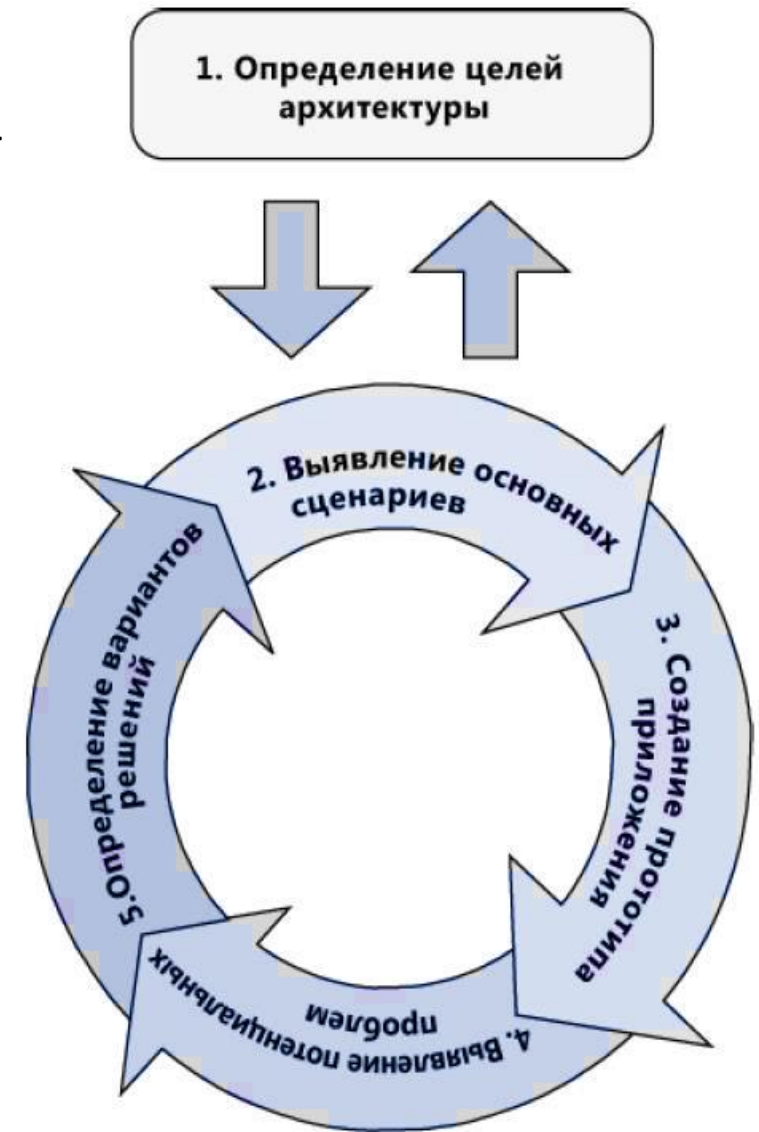 1. Определение целей
архитектуры
2. Выявление основных
сценариев
3. Создание прототипа
приложения
4. Выявление потенциальных
проблем
5.Определение вариантов
решений